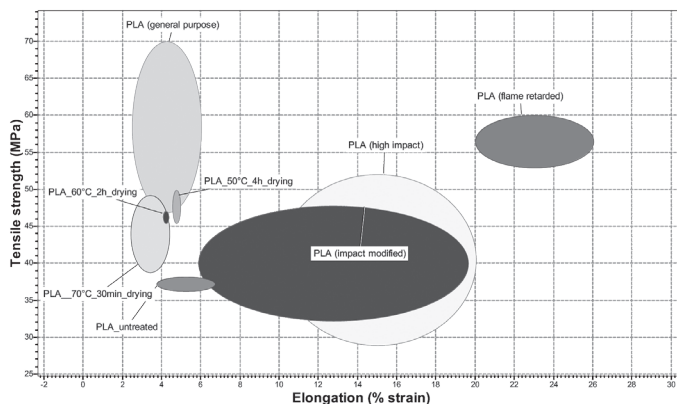 PLA (general purpose)
70
65
PLA (flame retarded)
60
55
PLA (high impact)
PLA_50°C_4h_drying
PLA_60°C_2h_drying
50
45
PLA (impact modified)
40
PLA__70°C_30min_drying
35
PLA_untreated
30
25
-2 0 2 4 6 8 10 12 14 16 18 20 22 24 26 28 30
Tensile strength (MPa)
Elongation (% strain)